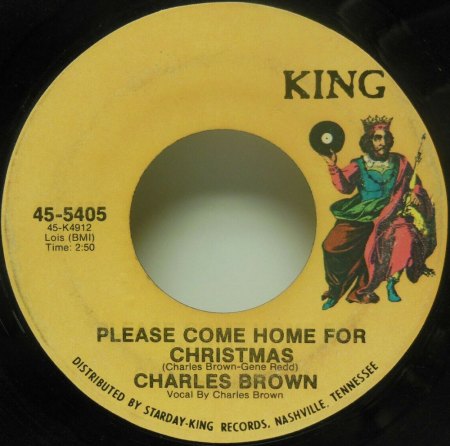 KING
45-5405
45-K4912
Lois (BMI)
Time: 2:50
PLEASE COME HOME FOR
CHRISTMAS
(Charles Brown-Gene Redd)
CHARLES BROWN
Vocal By Charles Brown
DISTRIBUTED BY STARDAY-KING RECORDS, NASHVILLE, TENNESSEE